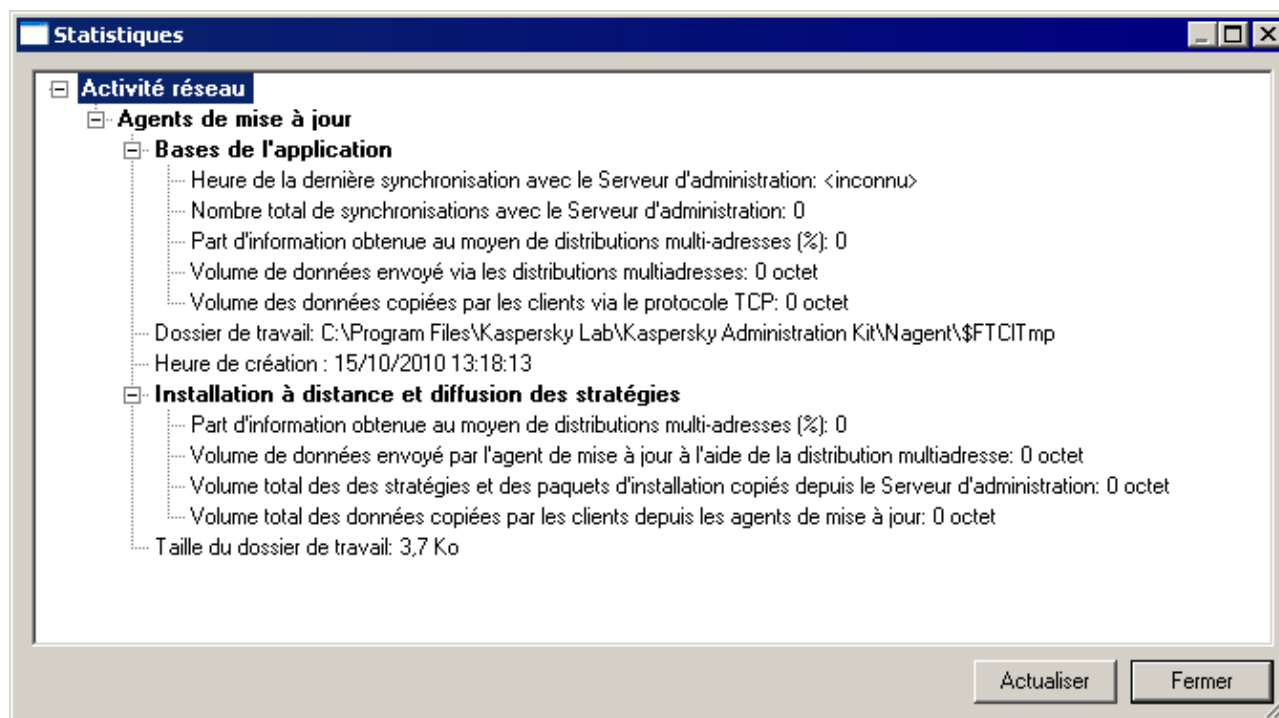 Statistiques
Activité réseau
Agents de mise à jour
Bases de l'application
Heure de la dernière synchronisation avec le Serveur d'administration: <inconnu>
Nombre total de synchronisations avec le Serveur d'administration: 0
Part d'information obtenue au moyen de distributions multi-adresses (%): 0
Volume de données envoyé via les distributions multiadresses: 0 octet
Volume des données copiées par les clients via le protocole TCP: 0 octet
Dossier de travail: C:\Program Files\Kaspersky Lab\Kaspersky Administration Kit\Nagent\$FTCITmp
Heure de création : 15/10/2010 13:18:13
Installation à distance et diffusion des stratégies
Part d'information obtenue au moyen de distributions multi-adresses (%): 0
Volume de données envoyé par l'agent de mise à jour à l'aide de la distribution multiadresse: 0 octet
Volume total des des stratégies et des paquets d'installation copiés depuis le Serveur d'administration: 0 octet
Volume total des données copiées par les clients depuis les agents de mise à jour: 0 octet
Taille du dossier de travail: 3,7 Ko
Actualiser Fermer